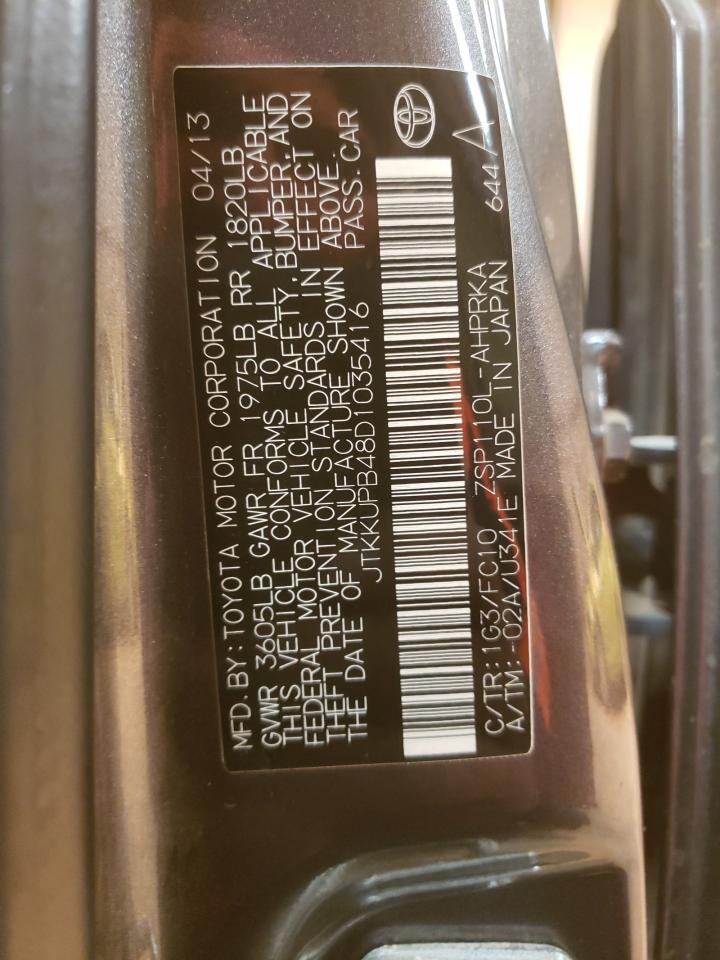 MFD.BY:TOYOTA MOTOR CORPORATION 04/13
GVWR 3605LB GAWR FR 1975LB RR 1820LB
THIS VEHICLE CONFORMS TO ALL APPLICABLE
FEDERAL MOTOR VEHICLE SAFETY,BUMPER,AND
THEFT PREVENTION STANDARDS IN EFFECT ON
THE DATE OF MANUFACTURE SHOWN ABOVE.
JTKKUPB48D1035416 PASS.CAR
C/TR:1G3/FC10 ZSP110L-AHPRKA
A/TM:-02A/U341E MADE IN JAPAN 644 A